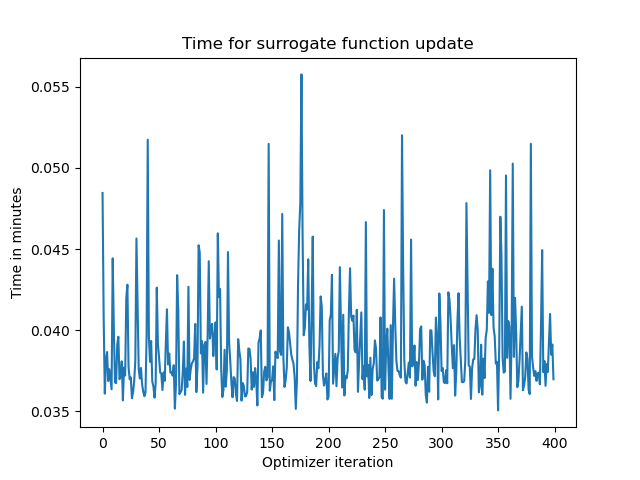 Time for surrogate function update
Time in minutes
0.055
0.050
0.045
0.040
0.035
0 50 100 150 200 250 300 350 400
Optimizer iteration